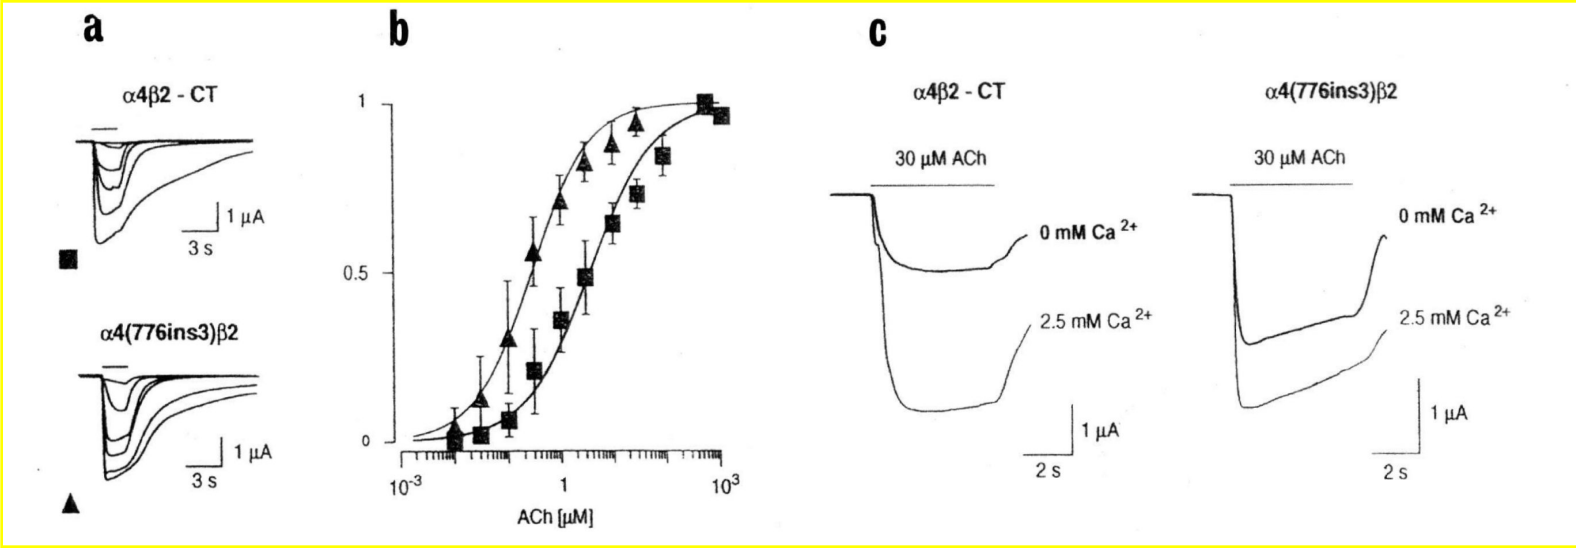 a
b
c
α4β2 - CT
1 μA
3 s
α4(776ins3)β2
1 μA
3 s
1
0.5
0
10-3
1
103
ACh [μM]
α4β2 - CT
30 μM ACh
0 mM Ca 2+
2.5 mM Ca 2+
1 μA
2 s
α4(776ins3)β2
30 μM ACh
0 mM Ca 2+
2.5 mM Ca 2+
1 μA
2 s